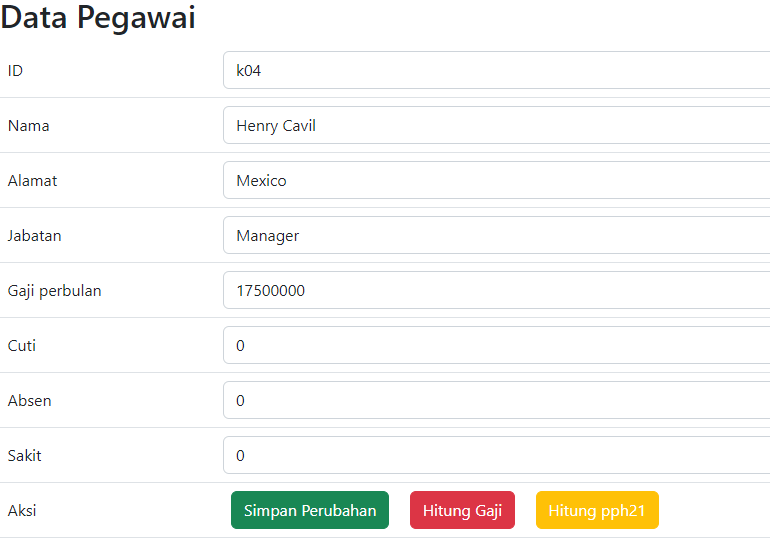 Data Pegawai
ID k04
Nama Henry Cavil
Alamat Mexico
Jabatan Manager
Gaji perbulan 17500000
Cuti 0
Absen 0
Sakit 0
Aksi Simpan Perubahan Hitung Gaji Hitung pph21